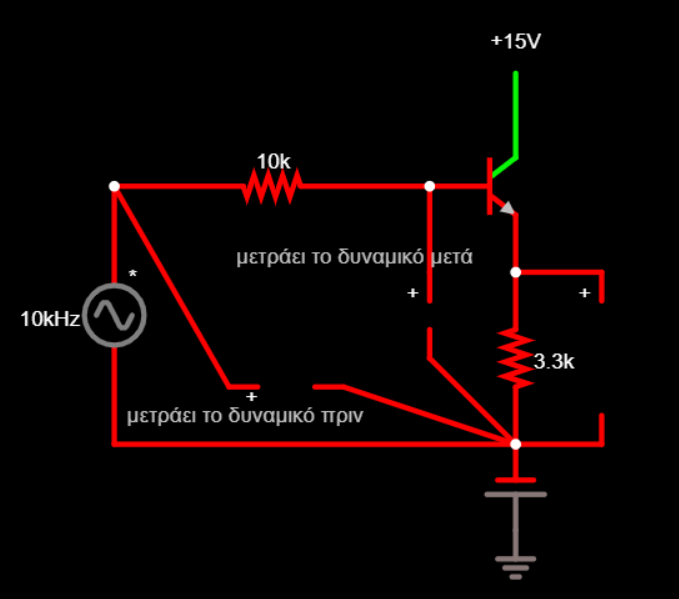 +15V
10k
μετράει το δυναμικό μετά
*
+
+
10kHz
3.3k
+
μετράει το δυναμικό πριν